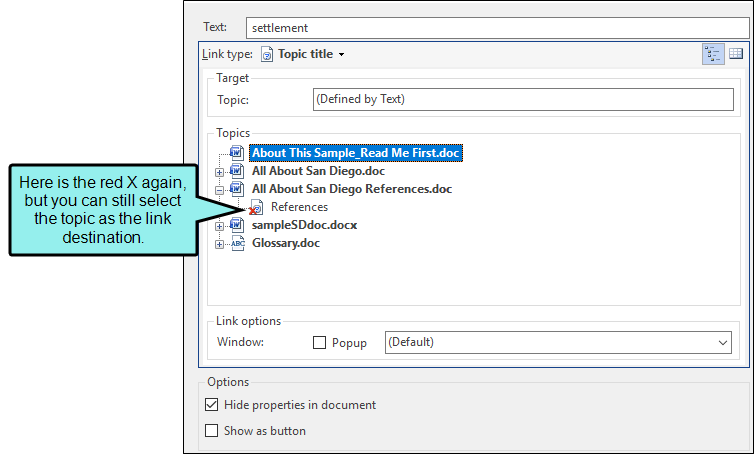 Text: settlement
Link type: Topic title
Target
Topic: (Defined by Text)
Topics
About This Sample_Read Me First.doc
All About San Diego.doc
All About San Diego References.doc
References
sampleSDdoc.docx
ABC Glossary.doc
Here is the red X again,
but you can still select
the topic as the link
destination.
Link options
Window: Popup (Default)
Options
Hide properties in document
Show as button